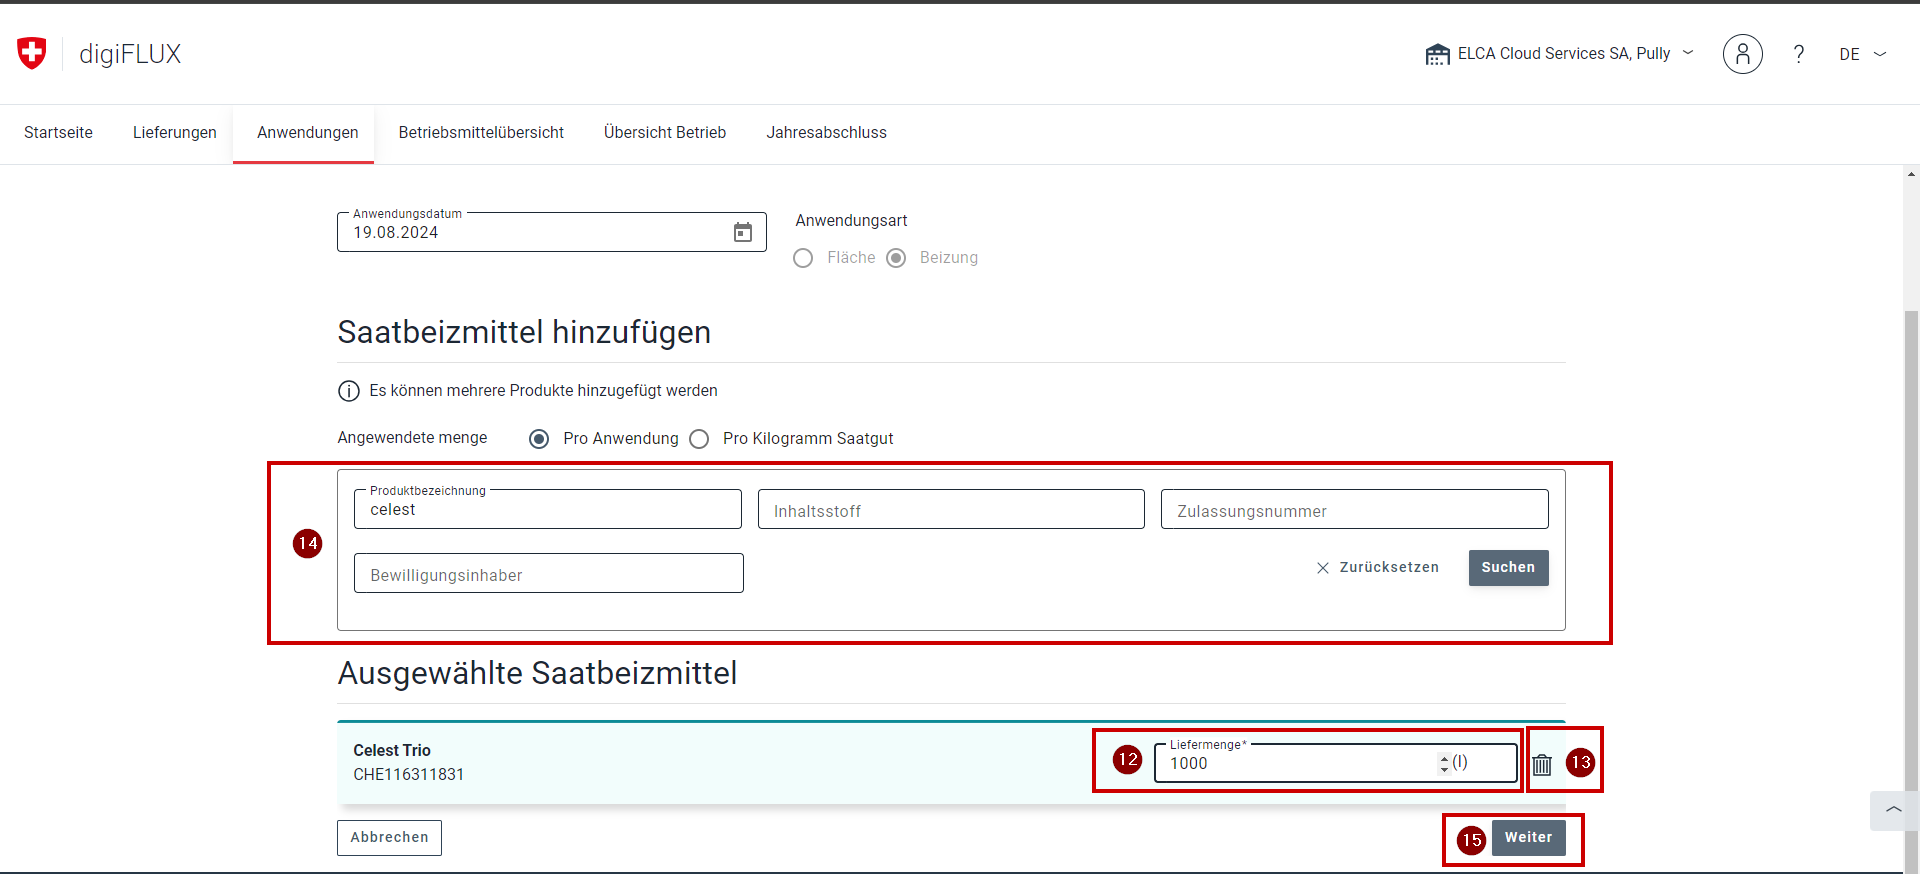 digiFLUX
ELCA Cloud Services SA, Pully
?
DE
Startseite
Lieferungen
Anwendungen
Betriebsmittelübersicht
Übersicht Betrieb
Jahresabschluss
Anwendungsdatum
19.08.2024
Anwendungsart
Fläche
Beizung
Saatbeizmittel hinzufügen
Es können mehrere Produkte hinzugefügt werden
Angewendete menge
Pro Anwendung
Pro Kilogramm Saatgut
14
Produktbezeichnung
celest
Inhaltsstoff
Zulassungsnummer
Bewilligungsinhaber
Zurücksetzen
Suchen
Ausgewählte Saatbeizmittel
Celest Trio
CHE116311831
12
Liefermenge*
1000
(l)
13
Abbrechen
15
Weiter